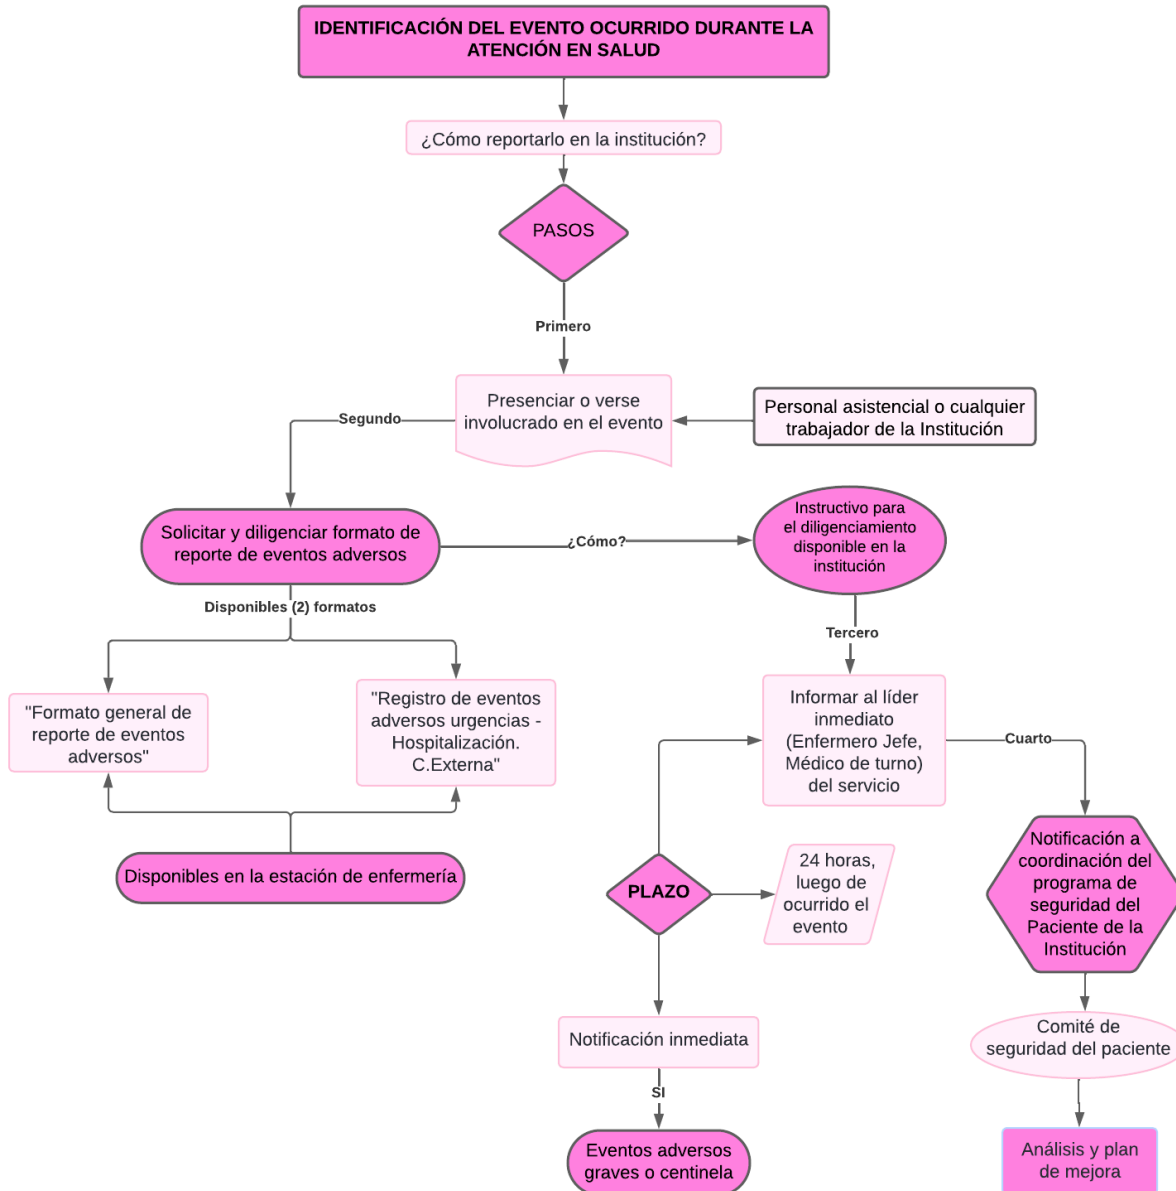 IDENTIFICACIÓN DEL EVENTO OCURRIDO DURANTE LA
ATENCIÓN EN SALUD
¿Cómo reportarlo en la institución?
PASOS
Primero
Presenciar o verse
involucrado en el evento
Personal asistencial o cualquier
trabajador de la Institución
Segundo
Solicitar y diligenciar formato de
reporte de eventos adversos
¿Cómo?
Instructivo para
el diligenciamiento
disponible en la
institución
Disponibles (2) formatos
"Formato general de
reporte de eventos
adversos"
"Registro de eventos
adversos urgencias -
Hospitalización.
C.Externa"
Disponibles en la estación de enfermería
Tercero
Informar al líder
inmediato
(Enfermero Jefe,
Médico de turno)
del servicio
Cuarto
PLAZO
24 horas,
luego de
ocurrido el
evento
Notificación inmediata
SI
Eventos adversos
graves o centinela
Notificación a
coordinación del
programa de
seguridad del
Paciente de la
Institución
Comité de
seguridad del paciente
Análisis y plan
de mejora